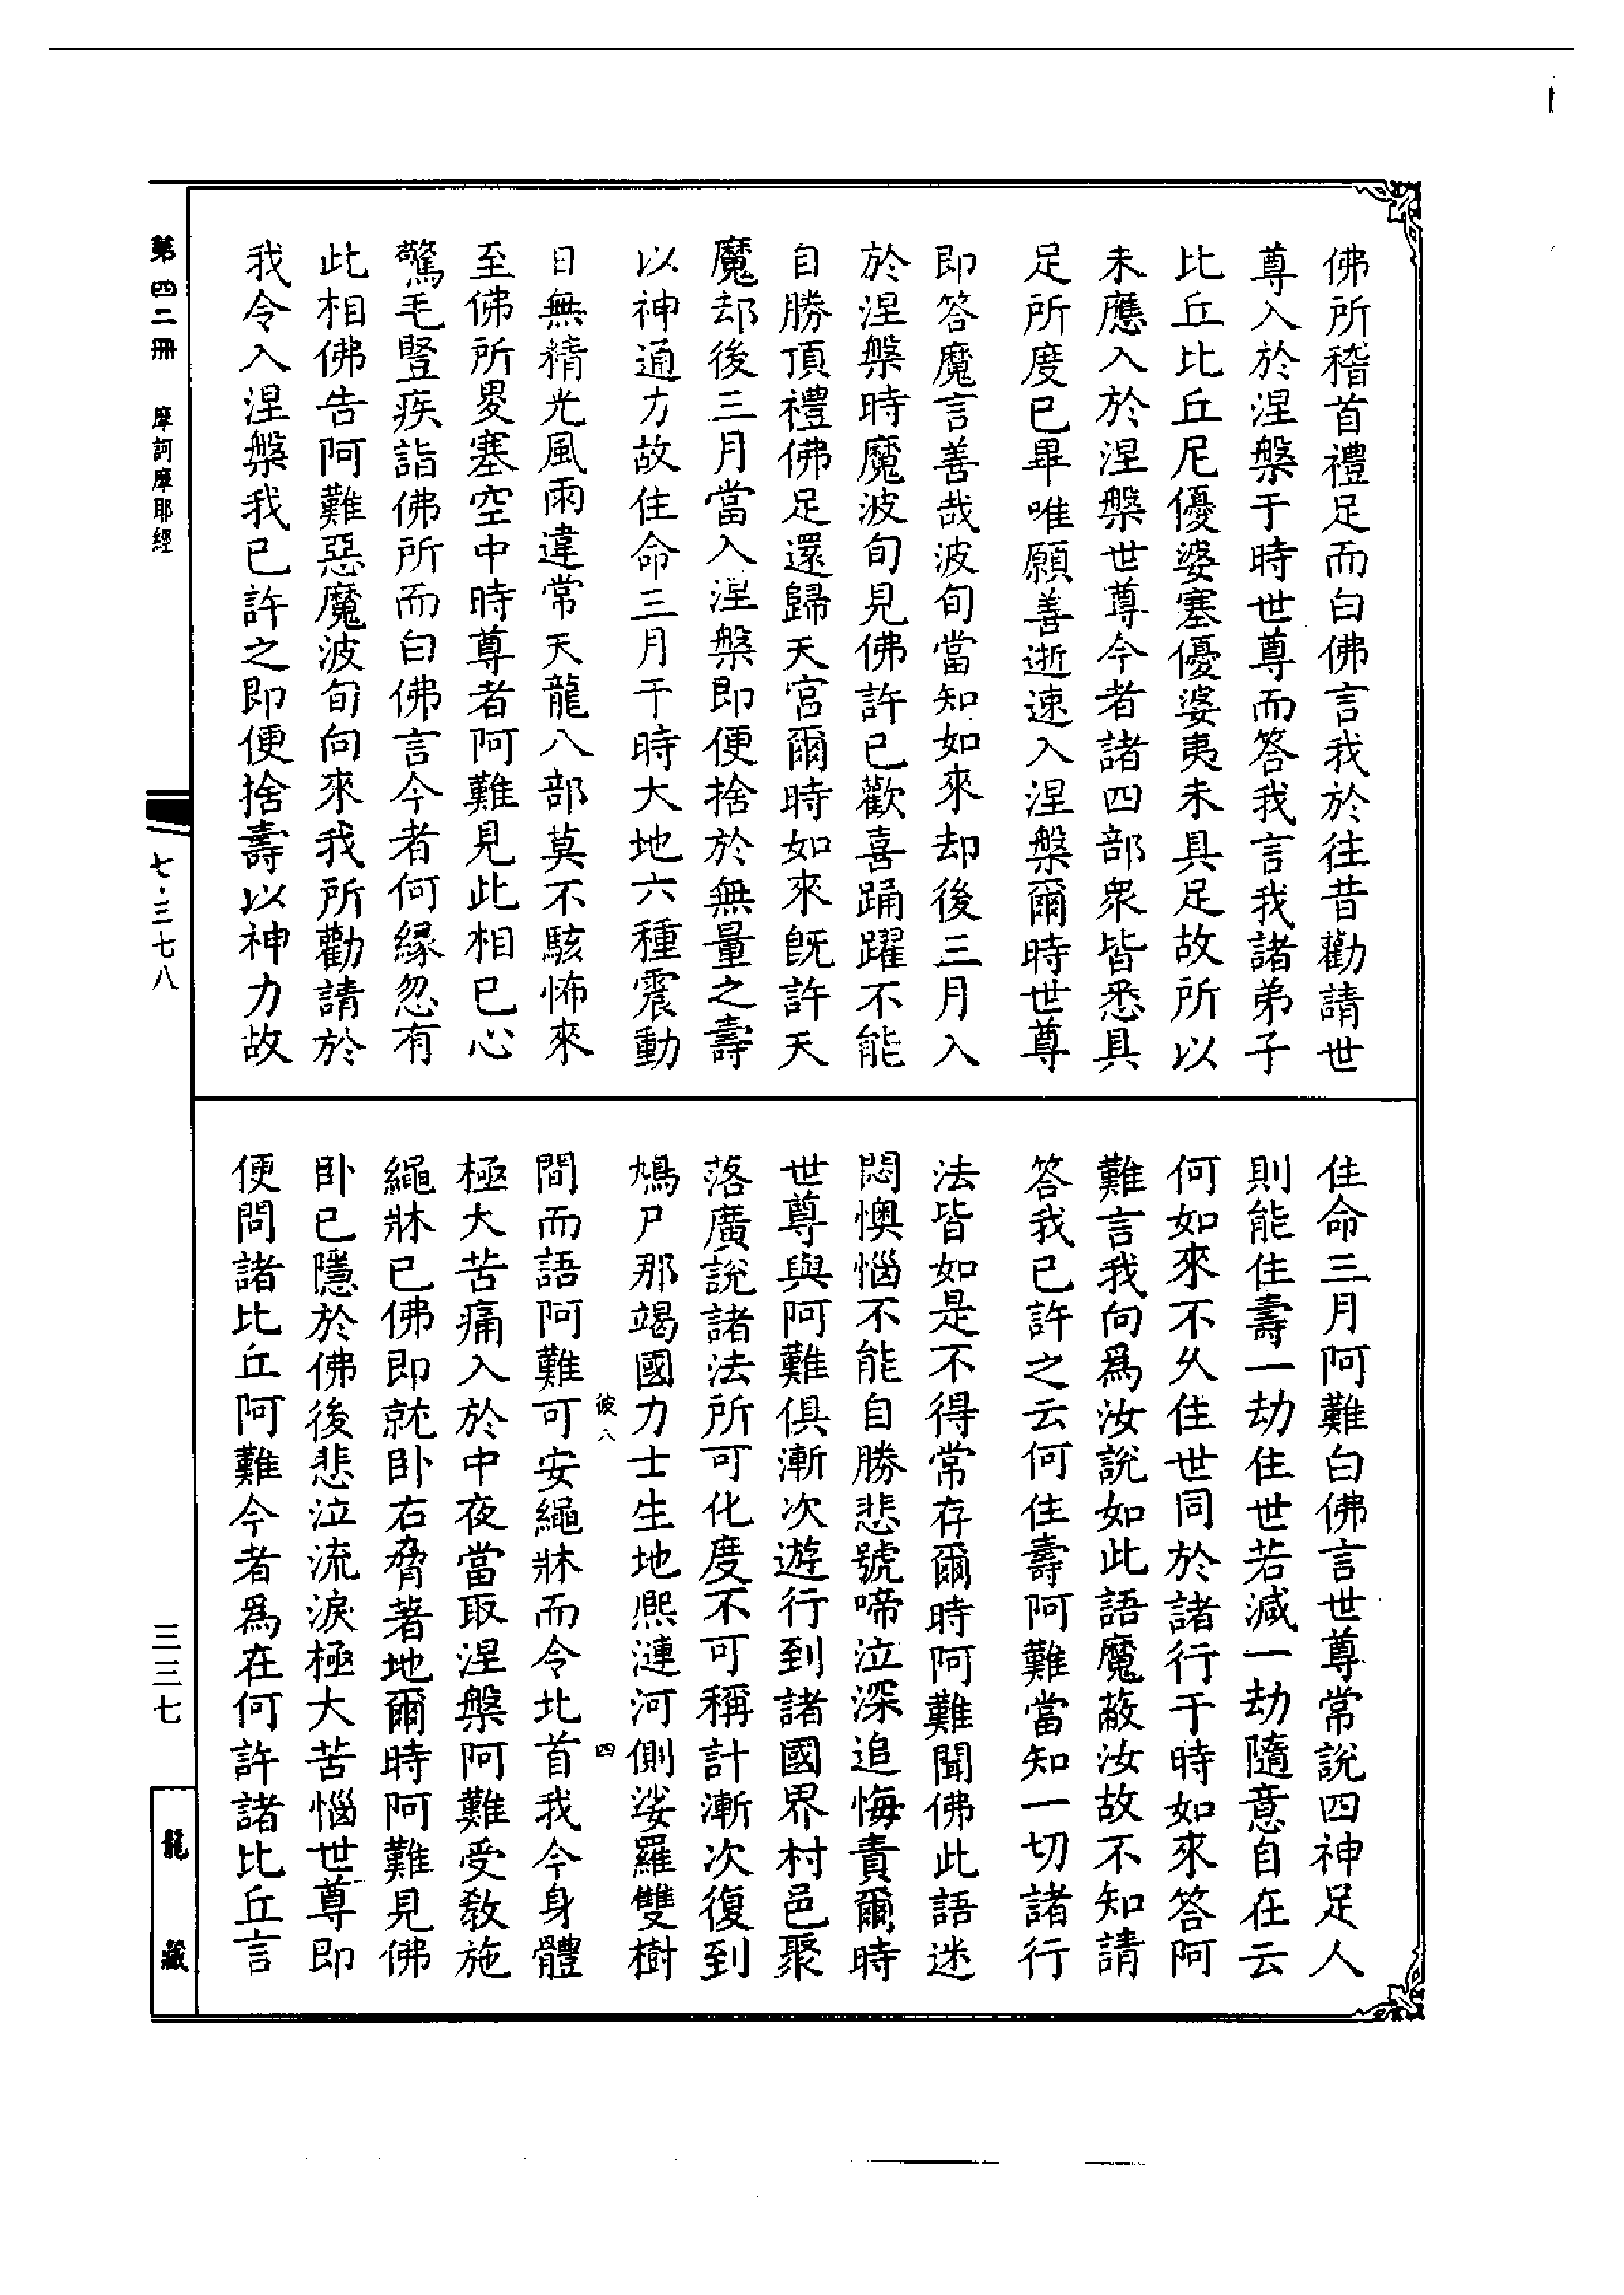 佛所稽首禮足而白佛言我於往昔勸請世
尊入於涅槃于時世尊而答我言我諸弟子
比丘比丘尼優婆塞優婆夷未具足故所以
未應入於涅槃世尊今者諸四部衆皆悉具
足所度已畢唯願善逝速入涅槃爾時世尊
即答魔言善哉波旬當知如來却後三月入
於涅槃時魔波旬見佛許已歡喜踊躍不能
自勝頂禮佛足還歸天宮爾時如來旣許天
魔却後三月當入涅槃即便捨於無量之壽
以神通力故住命三月于時大地六種震動
日無精光風雨違常天龍八部莫不駭怖來
至佛所畟塞空中時尊者阿難見此相已心
驚毛豎疾詣佛所而白佛言今者何緣忽有
此相佛告阿難惡魔波旬向來我所勸請於
我令入涅槃我已許之即便捨壽以神力故
住命三月阿難白佛言世尊常説四神足人
則能住壽一劫住世若減一劫隨意自在云
何如來不久住世同於諸行于時如來答阿
難言我向爲汝説如此語魔蔽汝故不知請
答我已許之云何住壽阿難當知一切諸行
法皆如是不得常存爾時阿難聞佛此語迷
悶懊惱不能自勝悲號啼泣深追悔責爾時
世尊與阿難俱漸次遊行到諸國界村邑聚
落廣説諸法所可化度不可稱計漸次復到
鳩尸那竭國力士生地熙連河側娑羅雙樹
彼八 四
間而語阿難可安繩牀而令北首我今身體
極大苦痛入於中夜當取涅槃阿難受教施
繩牀已佛即就卧右脅著地爾時阿難見佛
卧已隱於佛後悲泣流淚極大苦惱世尊即
便問諸比丘阿難今者爲在何許諸比丘言
第四二冊 摩訶摩耶經
七·三七八
三三七
龍藏